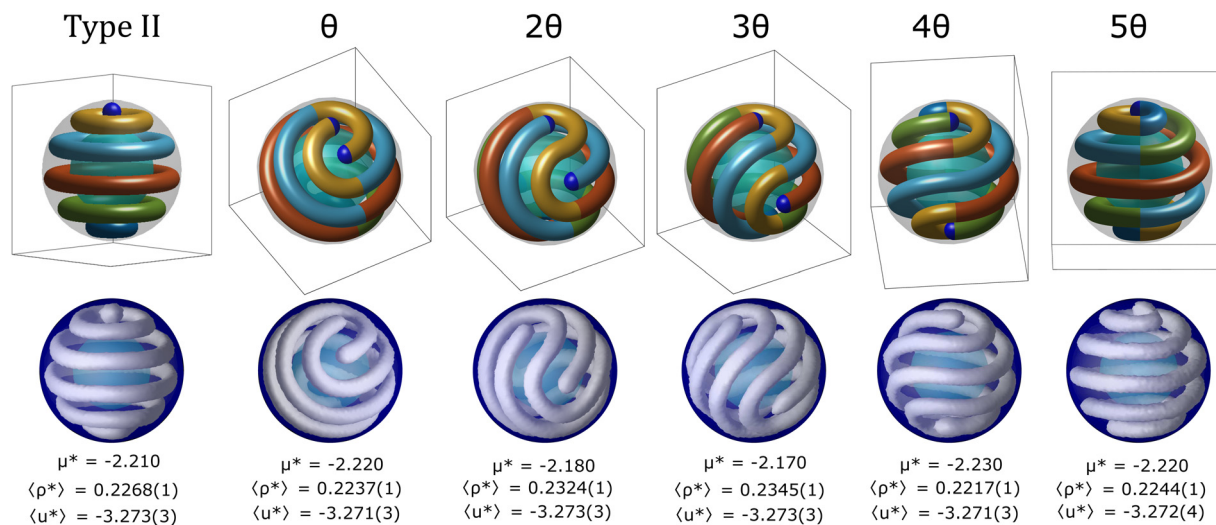 Type II θ 2θ 3θ 4θ 5θ
μ* = -2.210 μ* = -2.220 μ* = -2.180 μ* = -2.170 μ* = -2.230 μ* = -2.220
⟨ρ*⟩ = 0.2268(1) ⟨ρ*⟩ = 0.2237(1) ⟨ρ*⟩ = 0.2324(1) ⟨ρ*⟩ = 0.2345(1) ⟨ρ*⟩ = 0.2217(1) ⟨ρ*⟩ = 0.2244(1)
⟨u*⟩ = -3.273(3) ⟨u*⟩ = -3.271(3) ⟨u*⟩ = -3.273(3) ⟨u*⟩ = -3.273(3) ⟨u*⟩ = -3.271(3) ⟨u*⟩ = -3.272(4)